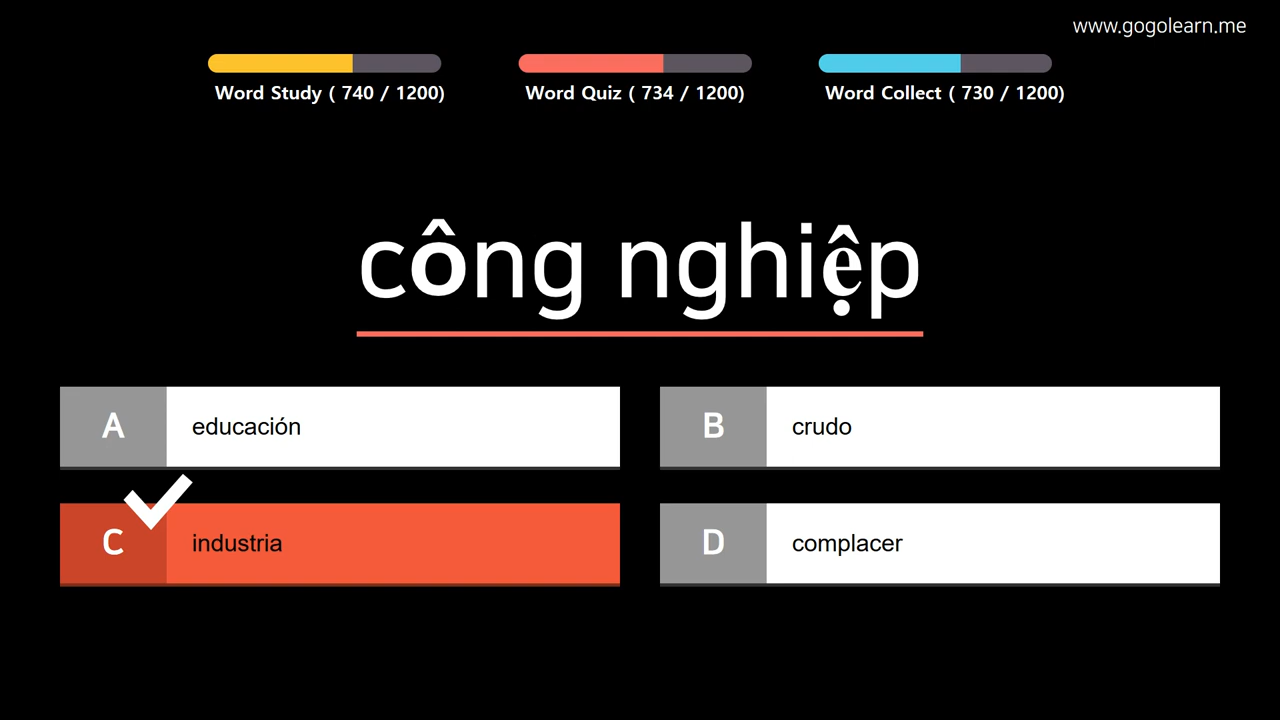 www.gogolearn.me
Word Study ( 740 / 1200)
Word Quiz ( 734 / 1200)
Word Collect ( 730 / 1200)
công nghiệp
A educación
B crudo
C industria
D complacer